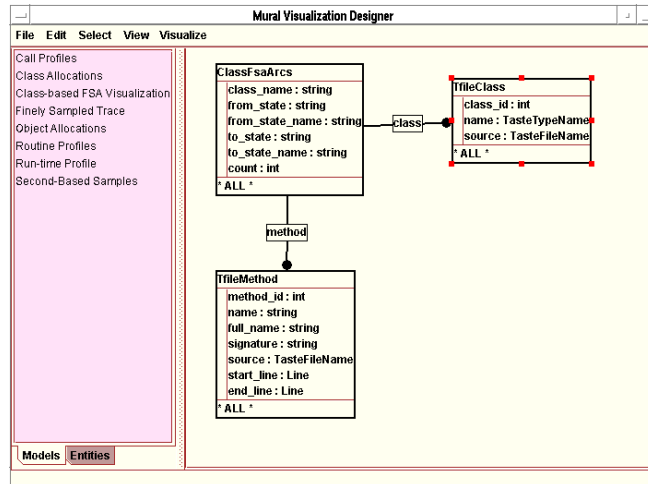 Mural Visualization Designer
File Edit Select View Visualize
Call Profiles
Class Allocations
Class-based FSA Visualization
Finely Sampled Trace
Object Allocations
Routine Profiles
Run-time Profile
Second-Based Samples
Models Entities
ClassFsaArcs
class_name : string
from_state : string
from_state_name : string
to_state : string
to_state_name : string
count : int
* ALL *
class
TfileClass
class_id : int
name : TasteTypeName
source : TasteFileName
* ALL *
method
TfileMethod
method_id : int
name : string
full_name : string
signature : string
source : TasteFileName
start_line : Line
end_line : Line
* ALL *